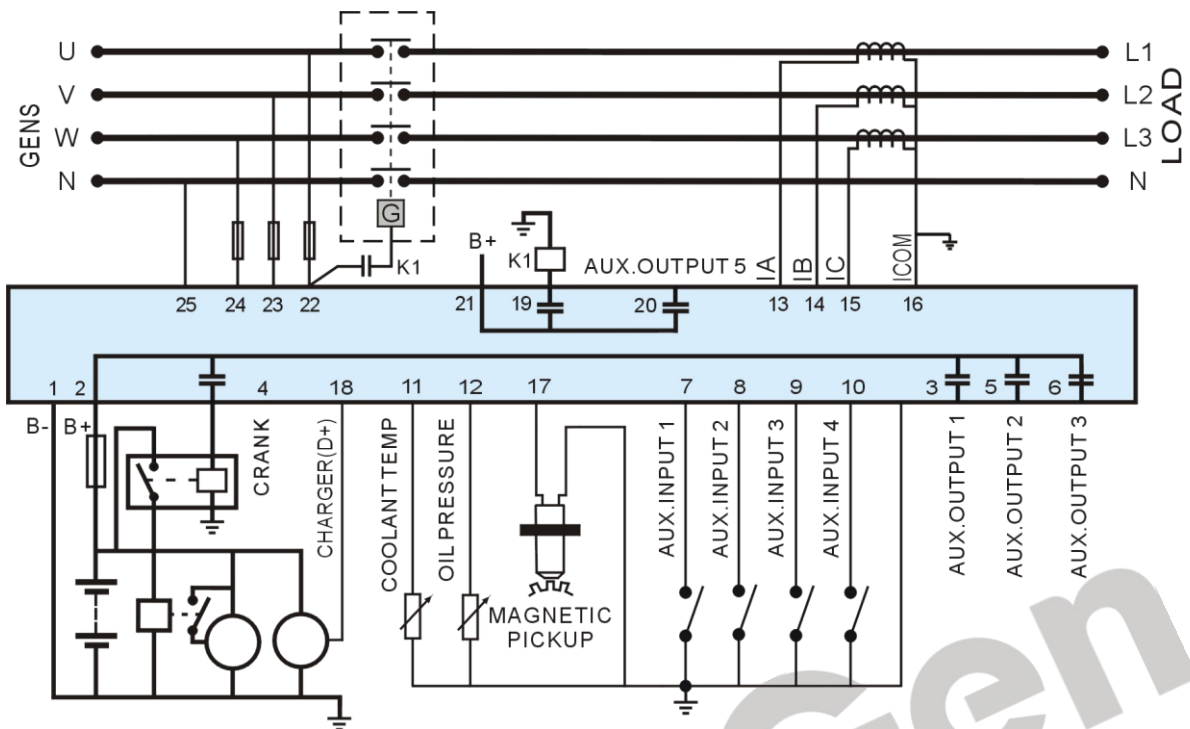 U
L1
V
L2
W
L3
N
N
GENS
LOAD
G
K1
B+
K1
AUX.OUTPUT 5
IA
IB
IC
ICOM
25 24 23 22 21 19 20 13 14 15 16
1 2 4 18 11 12 17 7 8 9 10 3 5 6
B-
B+
CRANK
CHARGER(D+)
COOLANT TEMP
OIL PRESSURE
MAGNETIC
PICKUP
AUX.INPUT 1
AUX.INPUT 2
AUX.INPUT 3
AUX.INPUT 4
AUX.OUTPUT 1
AUX.OUTPUT 2
AUX.OUTPUT 3
Gen